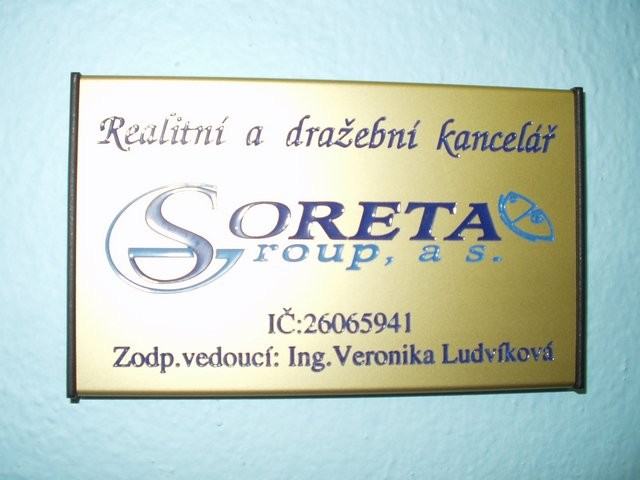 Realitní a dražební kancelář
SORETA
Group, a s.
IČ:26065941
Zodp.vedoucí: Ing.Veronika Ludvíková